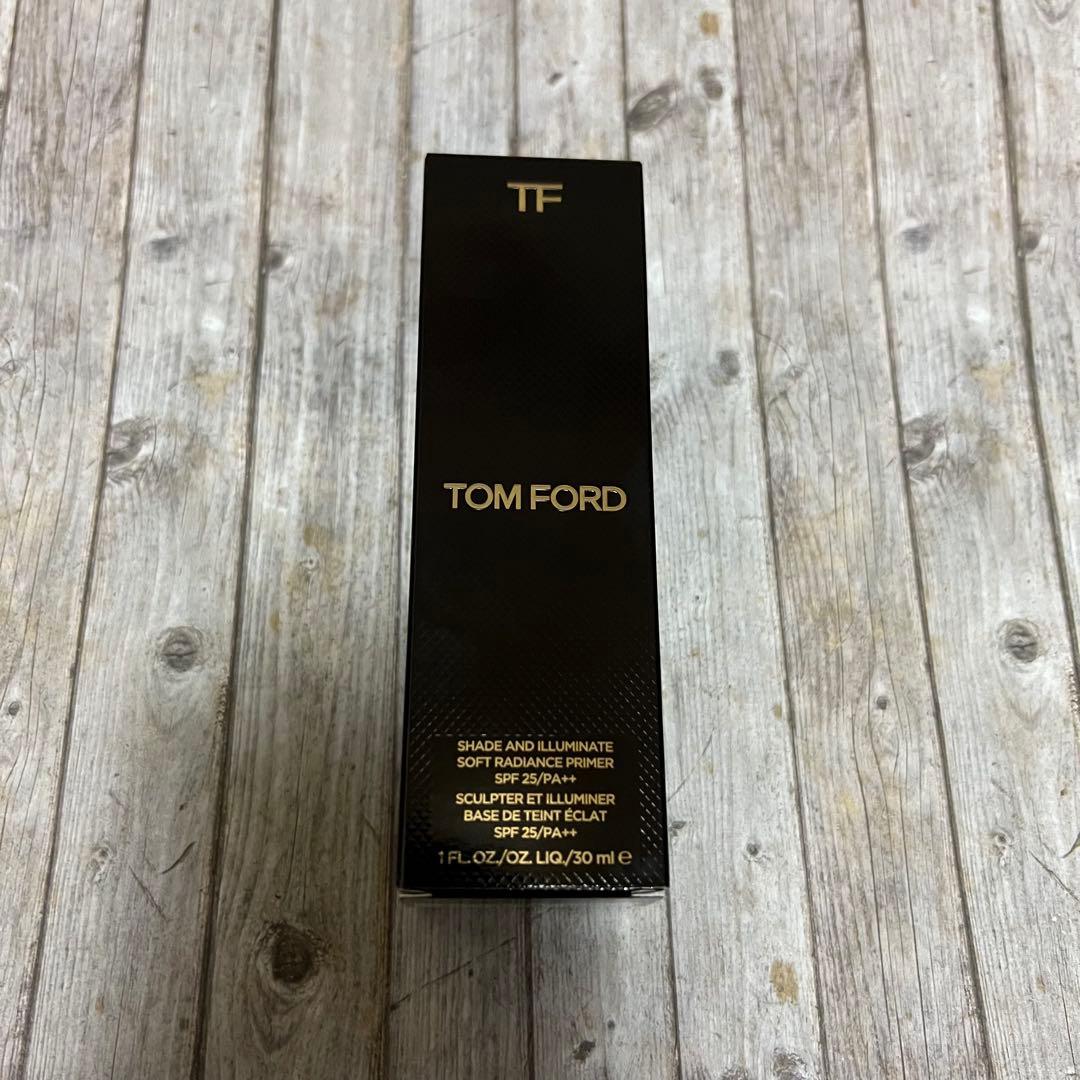 TF
TOM FORD
SHADE AND ILLUMINATE
SOFT RADIANCE PRIMER
SPF 25/PA++
SCULPTER ET ILLUMINER
BASE DE TEINT ÉCLAT
SPF 25/PA++
1 FL. OZ./OZ. LIQ./30 ml ℮